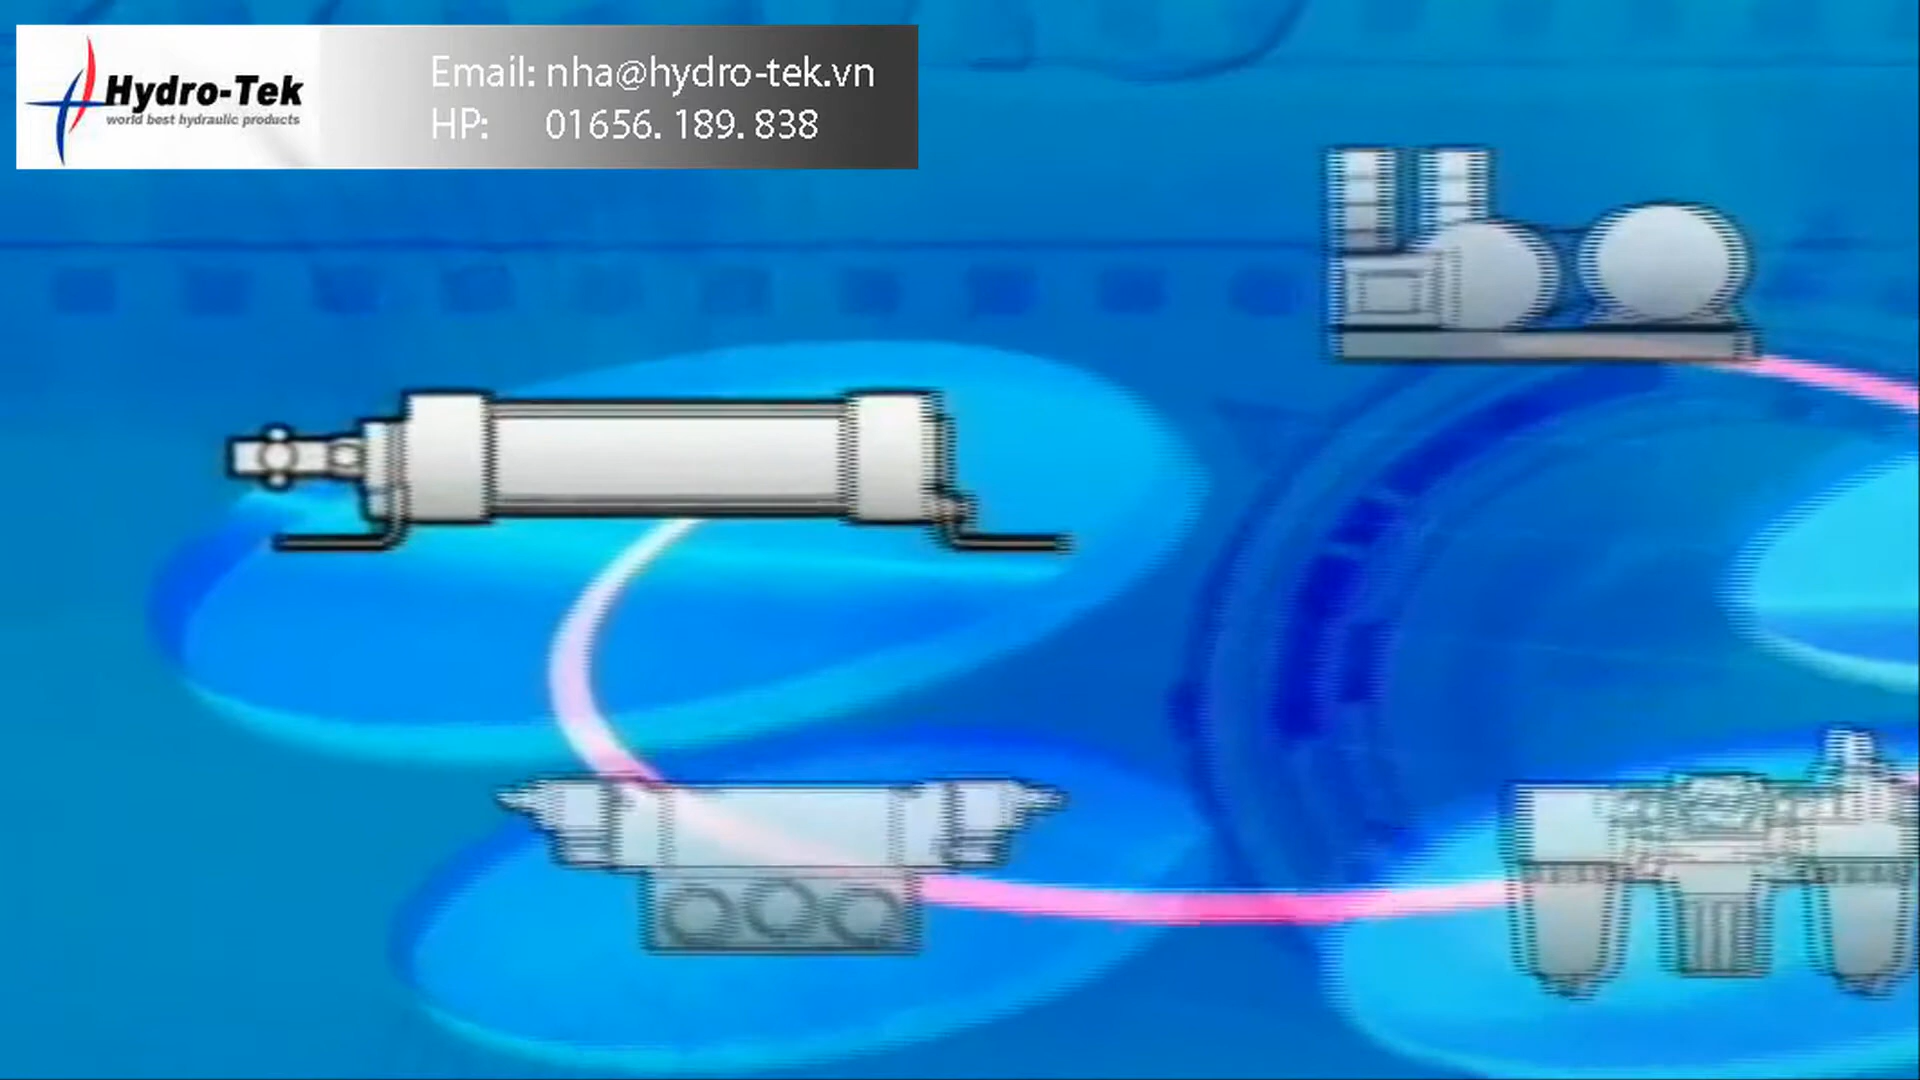 Hydro-Tek
world best hydraulic products
Email: nha@hydro-tek.vn
HP: 01656. 189. 838